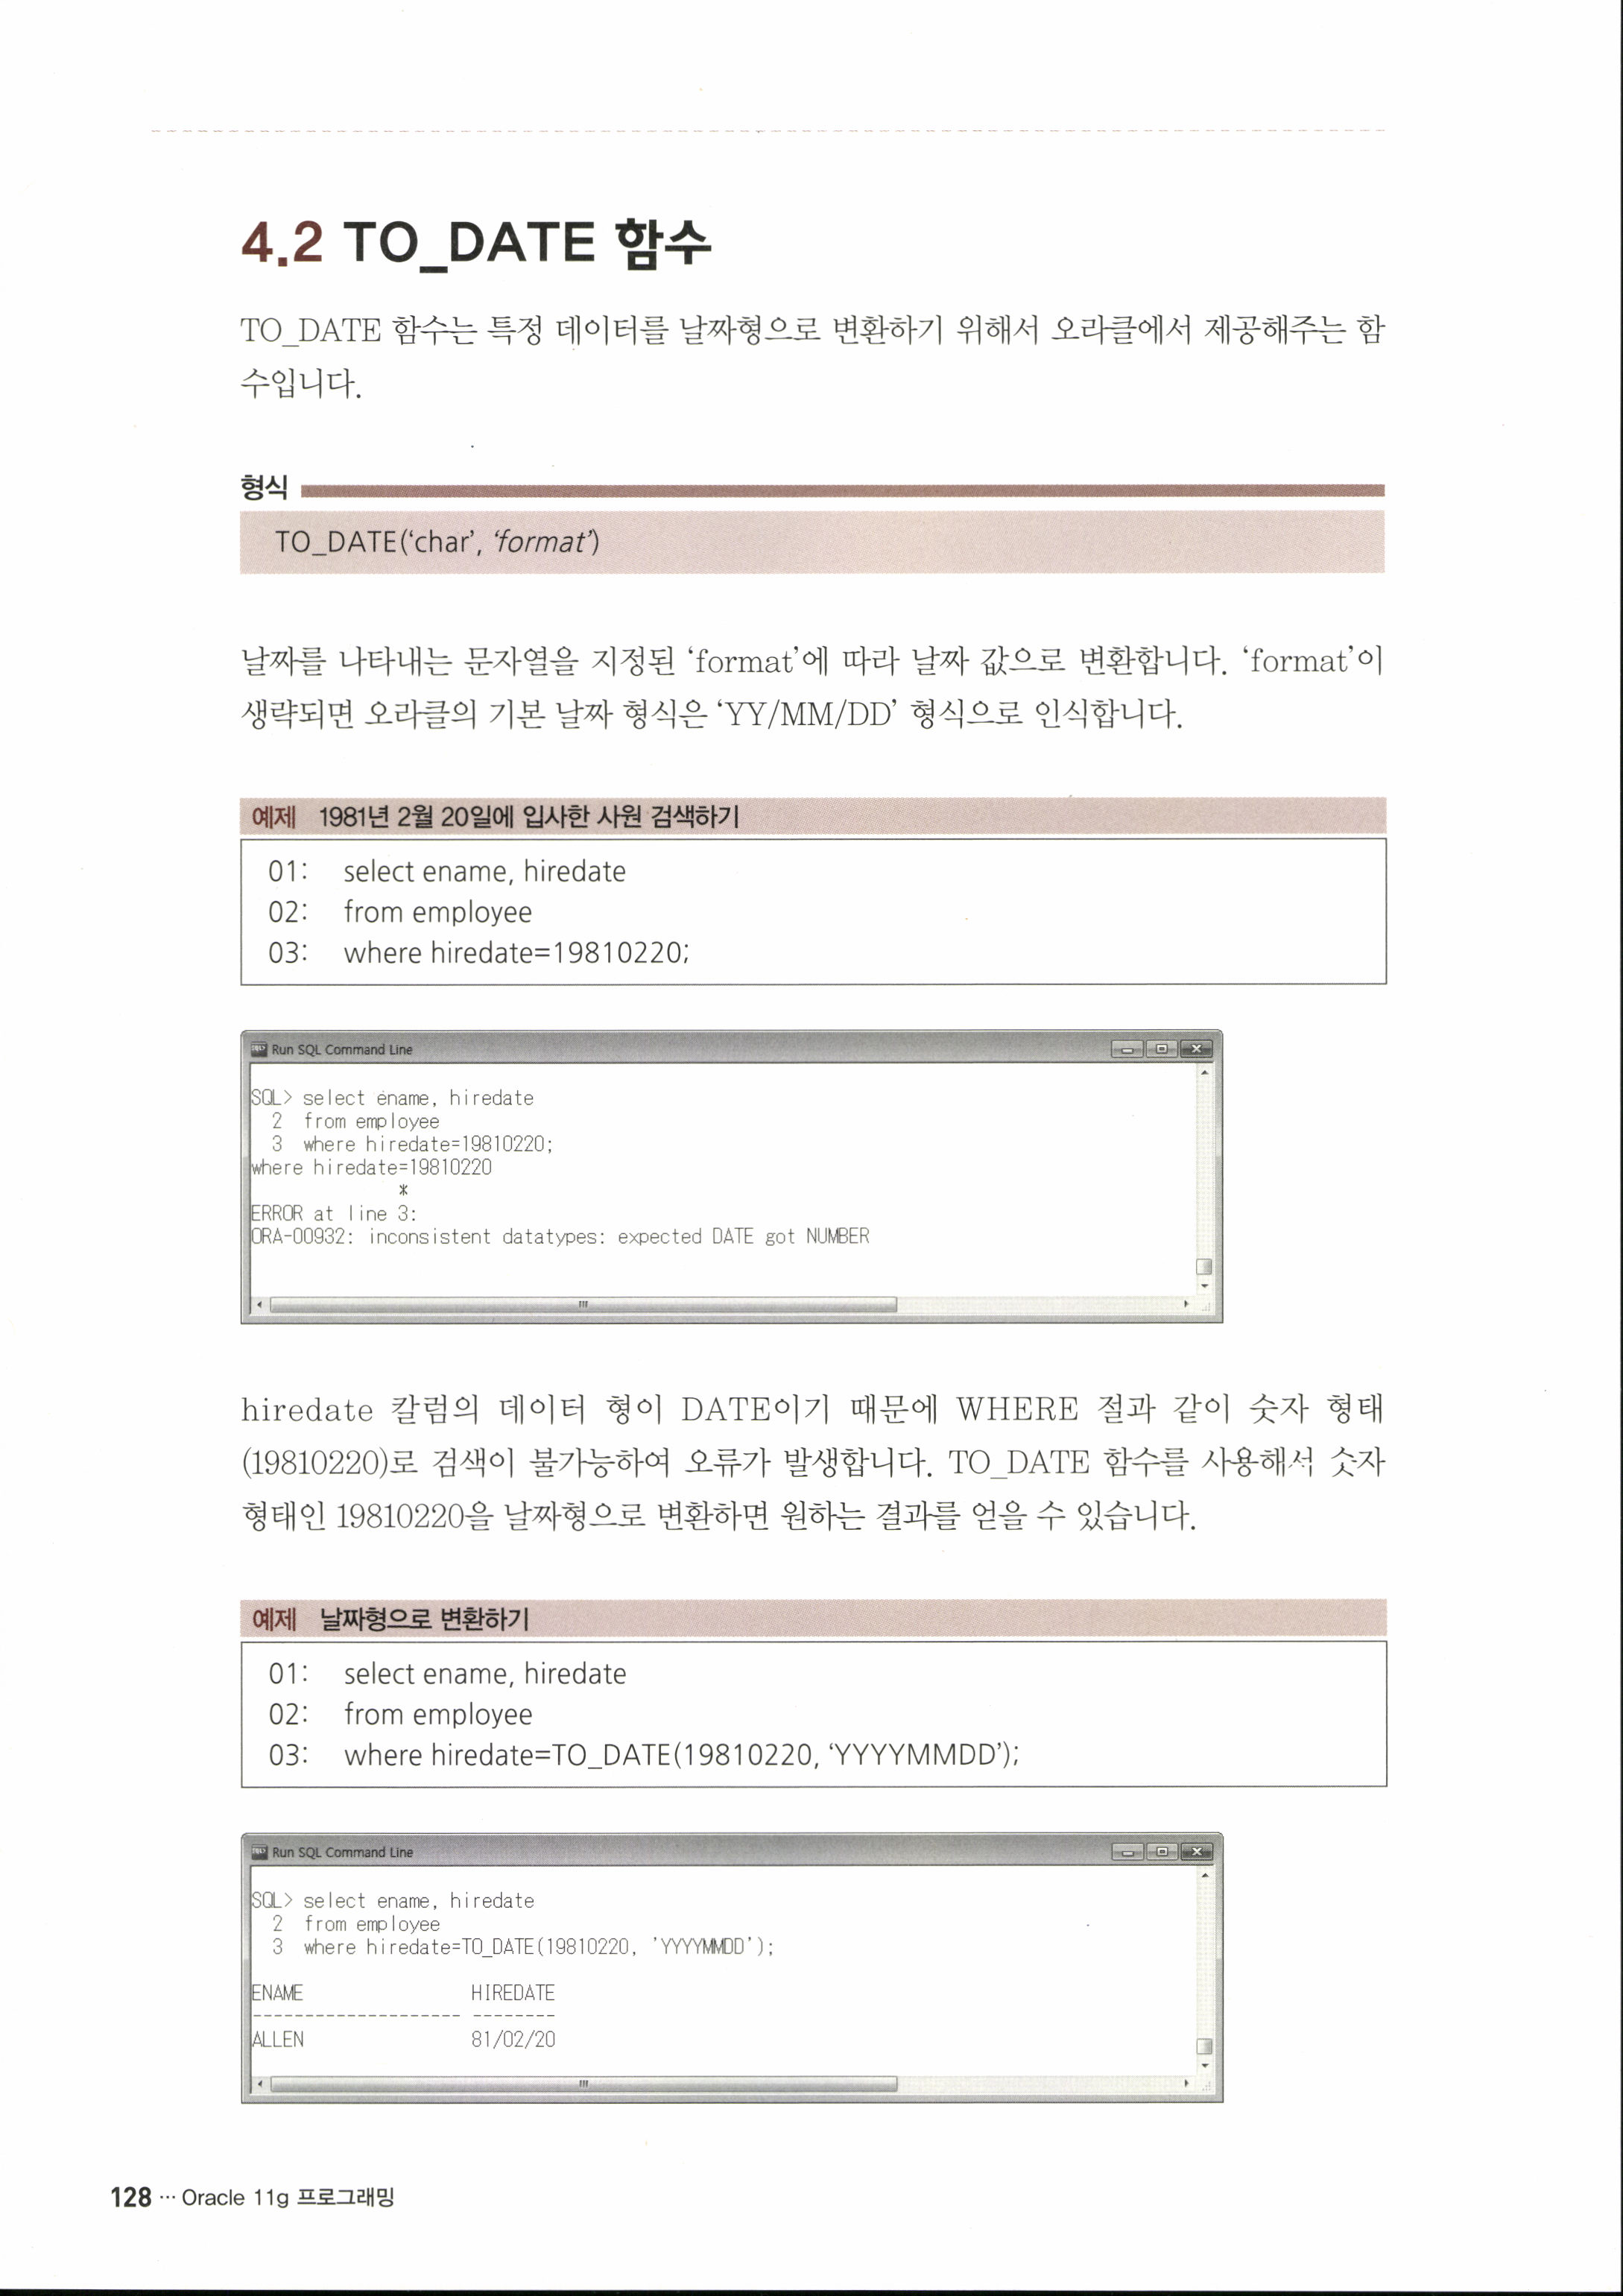 4.2 TO_DATE 함수
TO_DATE 함수는 특정 데이터를 날짜형으로 변환하기 위해서 오라클에서 제공해주는 함
수입니다.
형식
TO_DATE(‘char’, ‘format’)
날짜를 나타내는 문자열을 지정된 ‘format’에 따라 날짜 값으로 변환합니다. ‘format’이
생략되면 오라클의 기본 날짜 형식은 ‘YY/MM/DD’ 형식으로 인식합니다.
예제 1981년 2월 20일에 입사한 사원 검색하기
01: select ename, hiredate
02: from employee
03: where hiredate=19810220;
Run SQL Command Line
SQL> select ename, hiredate
2 from employee
3 where hiredate=19810220;
where hiredate=19810220
*
ERROR at line 3:
ORA-00932: inconsistent datatypes: expected DATE got NUMBER
hiredate 칼럼의 데이터 형이 DATE이기 때문에 WHERE 절과 같이 숫자 형태
(19810220)로 검색이 불가능하여 오류가 발생합니다. TO_DATE 함수를 사용해서 숫자
형태인 19810220을 날짜형으로 변환하면 원하는 결과를 얻을 수 있습니다.
예제 날짜형으로 변환하기
01: select ename, hiredate
02: from employee
03: where hiredate=TO_DATE(19810220, ‘YYYYMMDD’);
Run SQL Command Line
SQL> select ename, hiredate
2 from employee
3 where hiredate=TO_DATE(19810220, 'YYYYMMDD');
ENAME HIREDATE
-------------------- --------
ALLEN 81/02/20
128 ··· Oracle 11g 프로그래밍